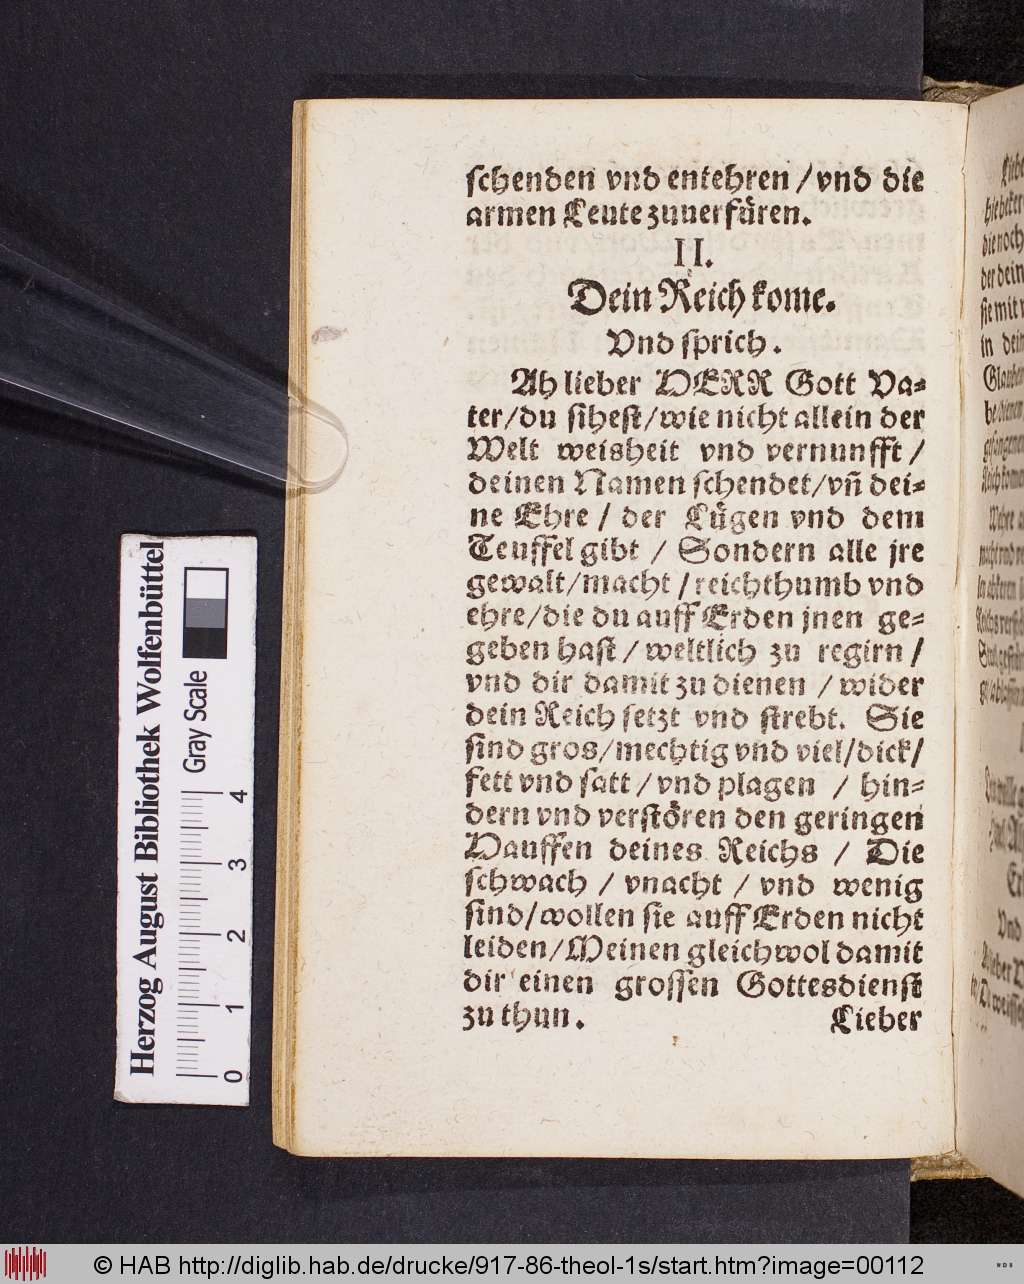 schenden vnd entehren / vnd die
armen Leute zuuerfüren.
II.
Dein Reich kome.
Vnd sprich.
Ah lieber HERR Gott Va-
ter / du sihest / wie nicht allein der
Welt weisheit vnd vernunfft /
deinen Namen schendet / vñ dei-
ne Ehre / der Lügen vnd dem
Teuffel gibt / Sondern alle jre
gewalt / macht / reichthumb vnd
ehre / die du auff Erden jnen ge-
geben hast / weltlich zu regirn /
vnd dir damit zu dienen / wider
dein Reich setzt vnd strebt. Sie
sind gros / mechtig vnd viel / dick /
fett vnd satt / vnd plagen / hin-
dern vnd verstören den geringen
Hauffen deines Reichs / Die
schwach / vnacht / vnd wenig
sind / wollen sie auff Erden nicht
leiden / Meinen gleichwol damit
dir einen grossen Gottesdienst
zu thun. Lieber
Herzog August Bibliothek Wolfenbüttel
Gray Scale
0 1 2 3 4
© HAB http://diglib.hab.de/drucke/917-86-theol-1s/start.htm?image=00112